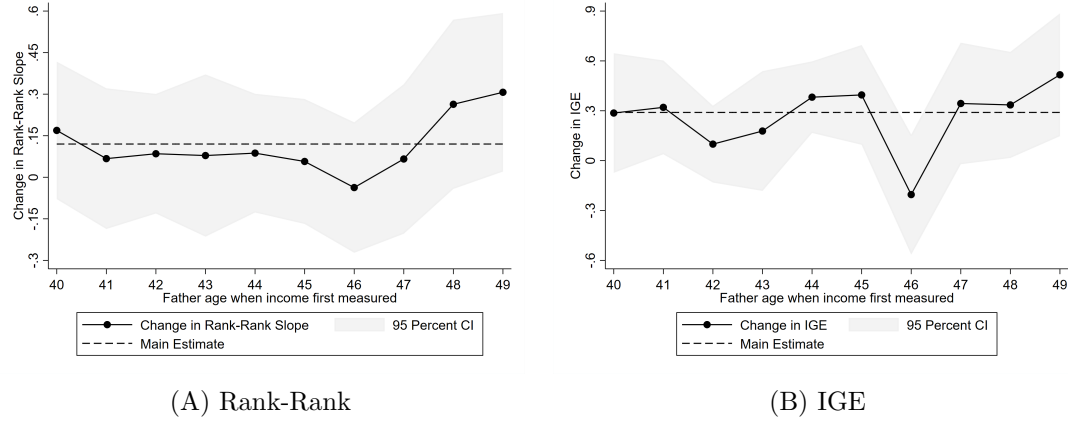 Change in Rank-Rank Slope
.6
.45
.3
.15
0
-.15
-.3
40 41 42 43 44 45 46 47 48 49
Father age when income first measured
Change in Rank-Rank Slope 95 Percent CI
Main Estimate
(A) Rank-Rank
Change in IGE
.9
.6
.3
0
-.3
-.6
40 41 42 43 44 45 46 47 48 49
Father age when income first measured
Change in IGE 95 Percent CI
Main Estimate
(B) IGE